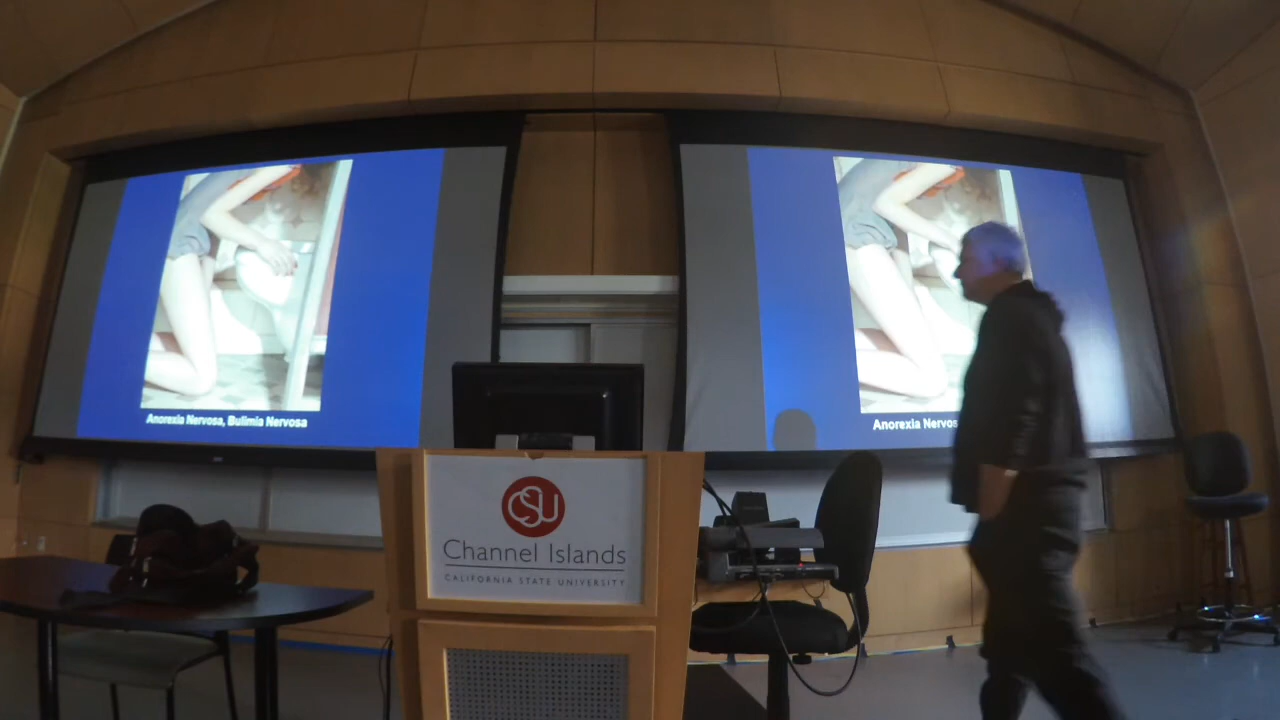 Anorexia Nervosa, Bulimia Nervosa
Anorexia Nervos
CSU
Channel Islands
CALIFORNIA STATE UNIVERSITY